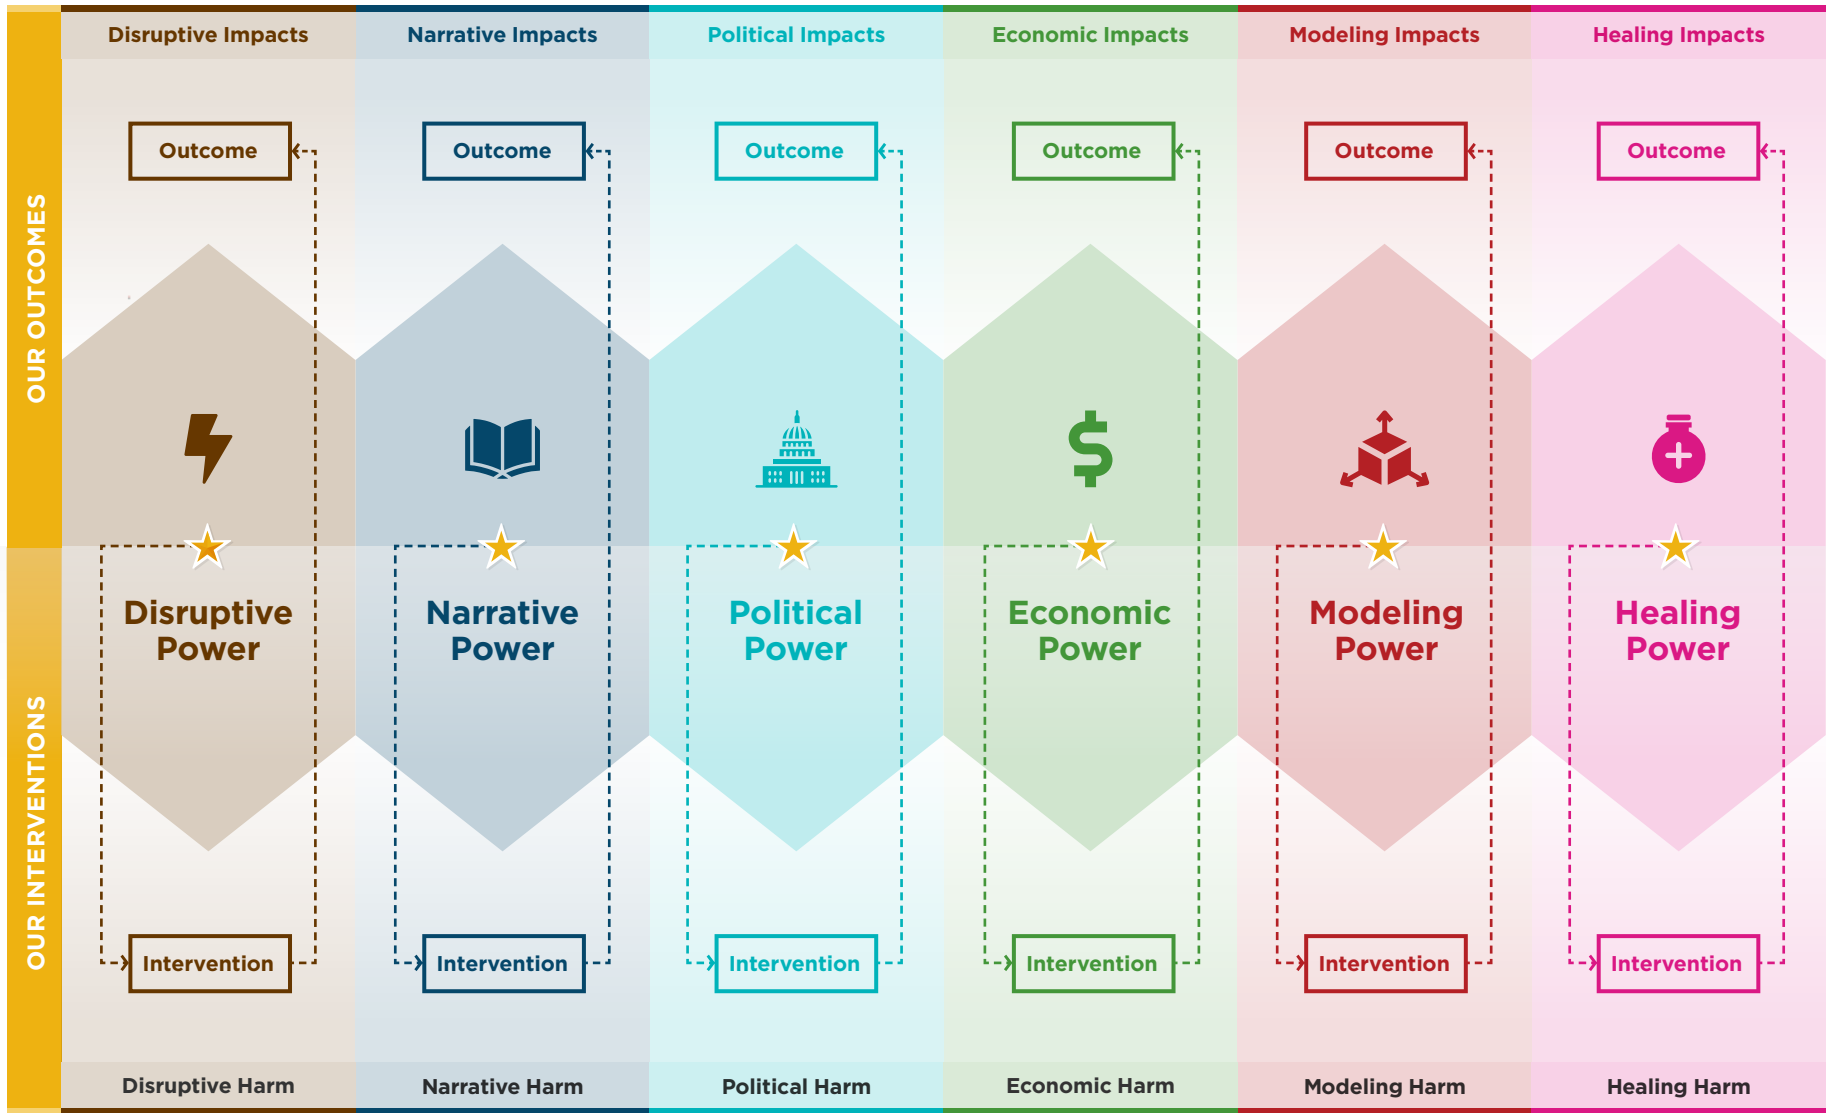 Disruptive Impacts
Narrative Impacts
Political Impacts
Economic Impacts
Modeling Impacts
Healing Impacts
OUR OUTCOMES
Outcome
Outcome
Outcome
Outcome
Outcome
Outcome
Disruptive
Power
Narrative
Power
Political
Power
Economic
Power
Modeling
Power
Healing
Power
OUR INTERVENTIONS
Intervention
Intervention
Intervention
Intervention
Intervention
Intervention
Disruptive Harm
Narrative Harm
Political Harm
Economic Harm
Modeling Harm
Healing Harm